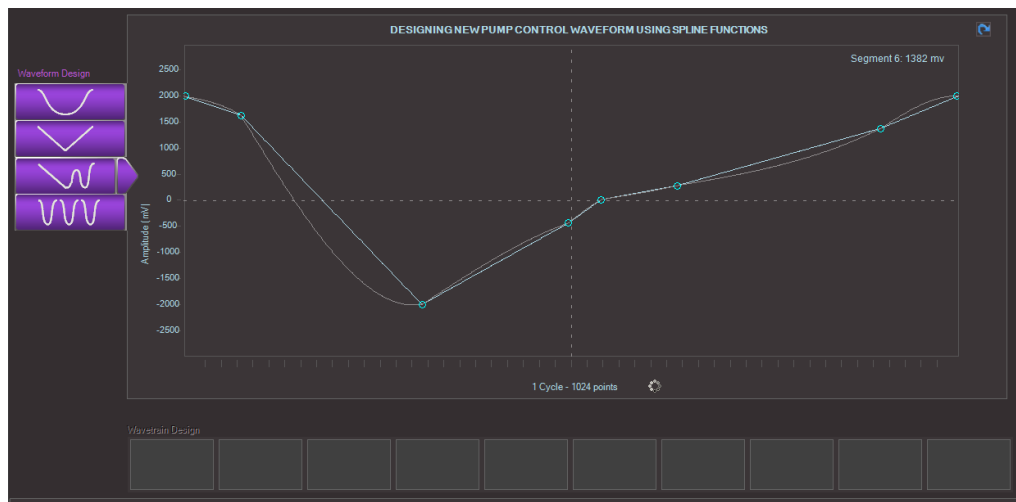 DESIGNING NEW PUMP CONTROL WAVEFORM USING SPLINE FUNCTIONS
Segment 6: 1382 mv
Waveform Design
2500
2000
1500
1000
500
0
-500
-1000
-1500
-2000
-2500
Amplitude [ mV]
1 Cycle - 1024 points
Wavetrain Design